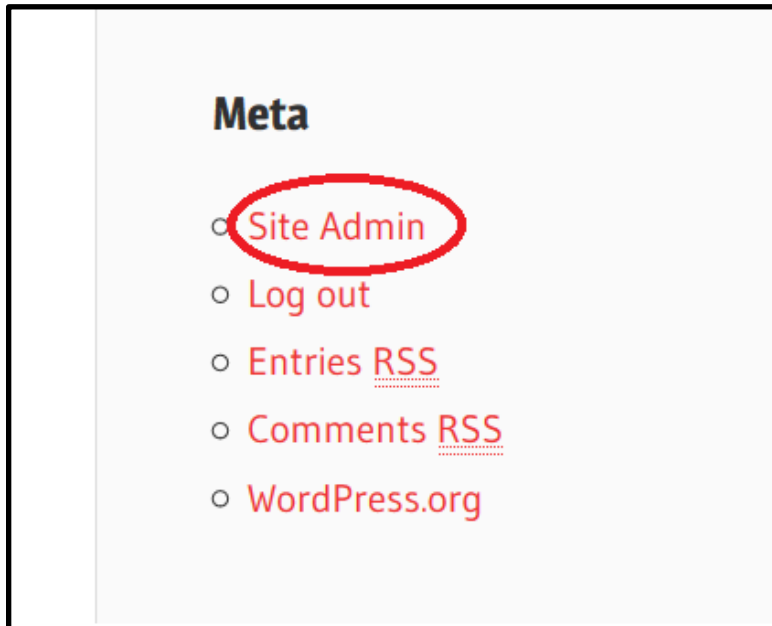 Meta
Site Admin
Log out
Entries RSS
Comments RSS
WordPress.org